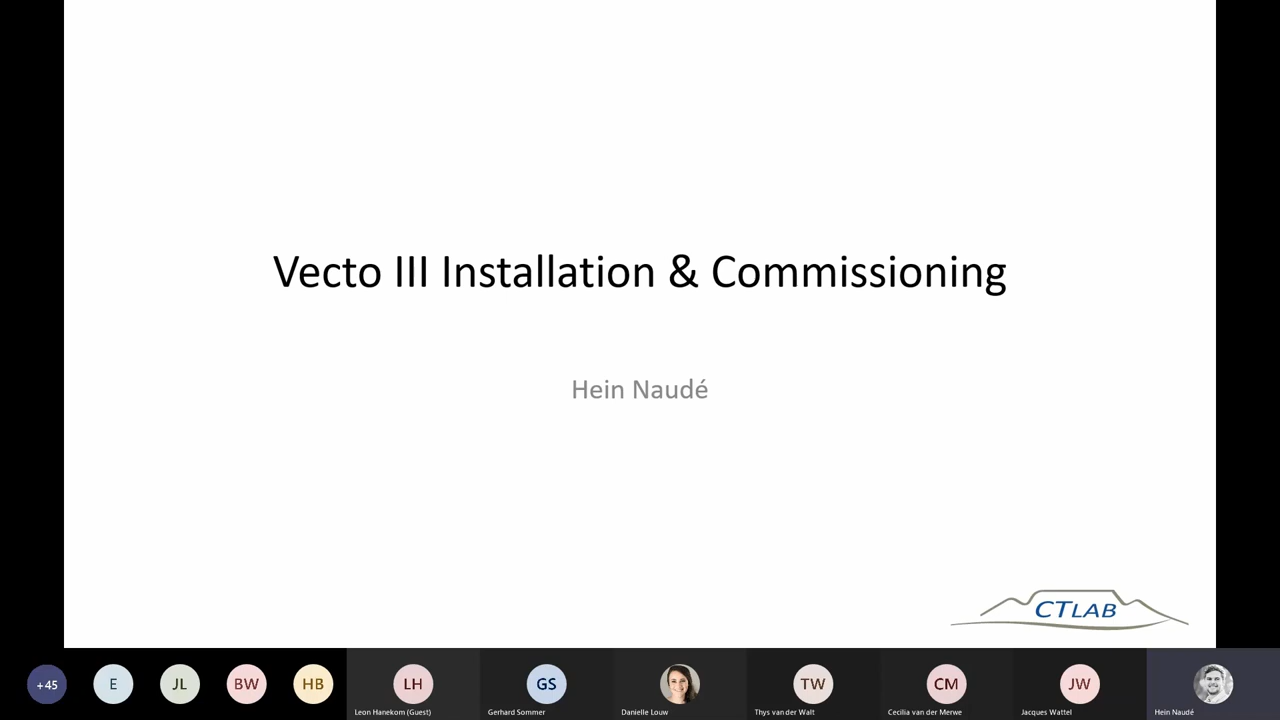 Vecto III Installation & Commissioning
Hein Naudé
CTLAB
+45
E
JL
BW
HB
LH
GS
TW
CM
JW
Leon Hanekom (Guest)
Gerhard Sommer
Danielle Louw
Thys van der Walt
Cecilia van der Merwe
Jacques Wattel
Hein Naudé